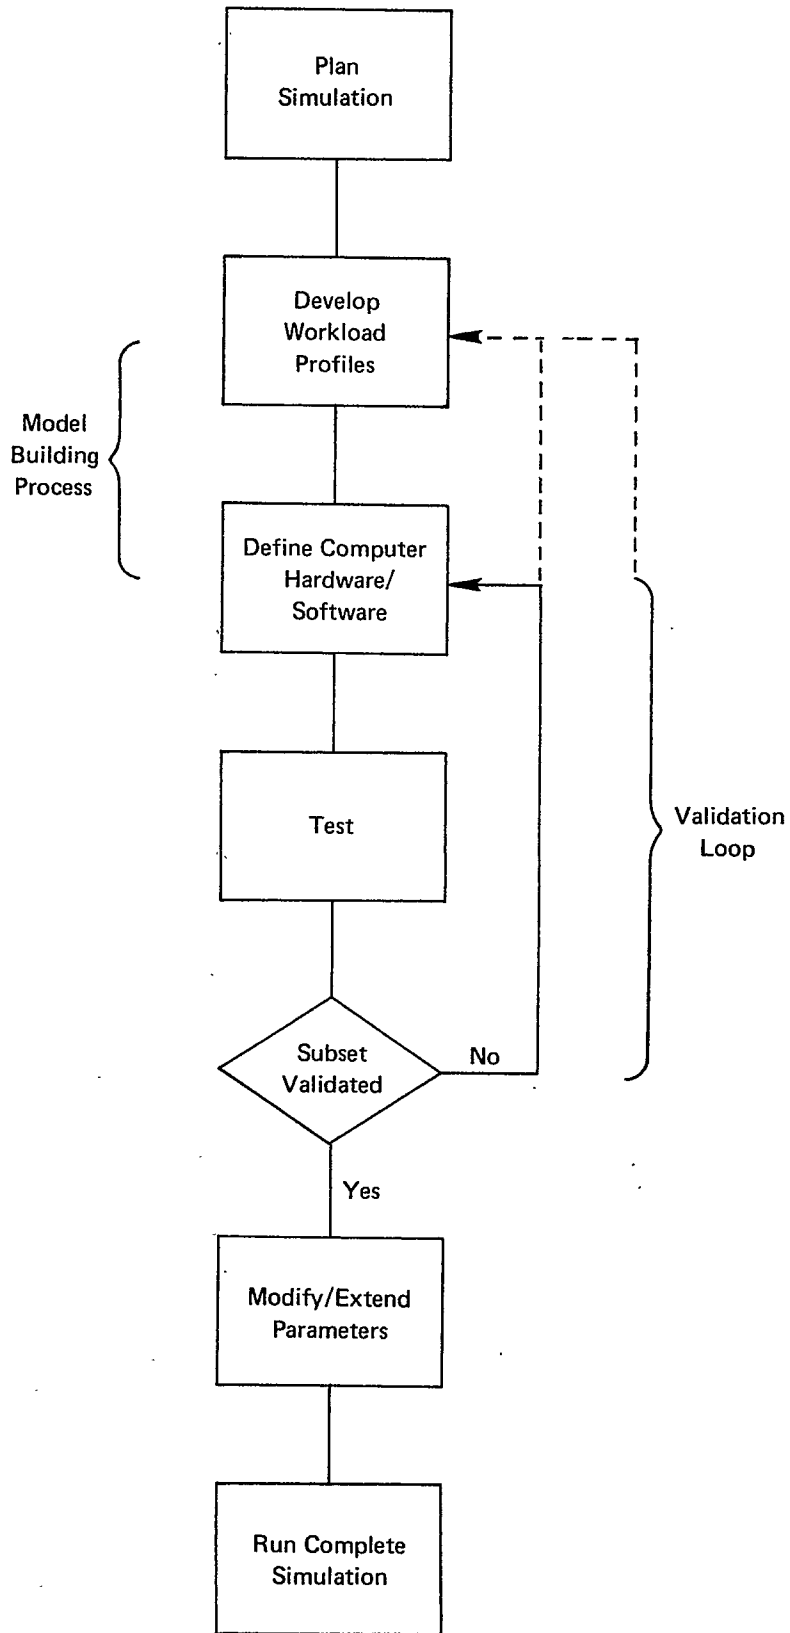 Plan
Simulation
Develop
Workload
Profiles
Model
Building
Process
Define Computer
Hardware/
Software
Test
Validation
Loop
Subset
Validated
No
Yes
Modify/Extend
Parameters
Run Complete
Simulation